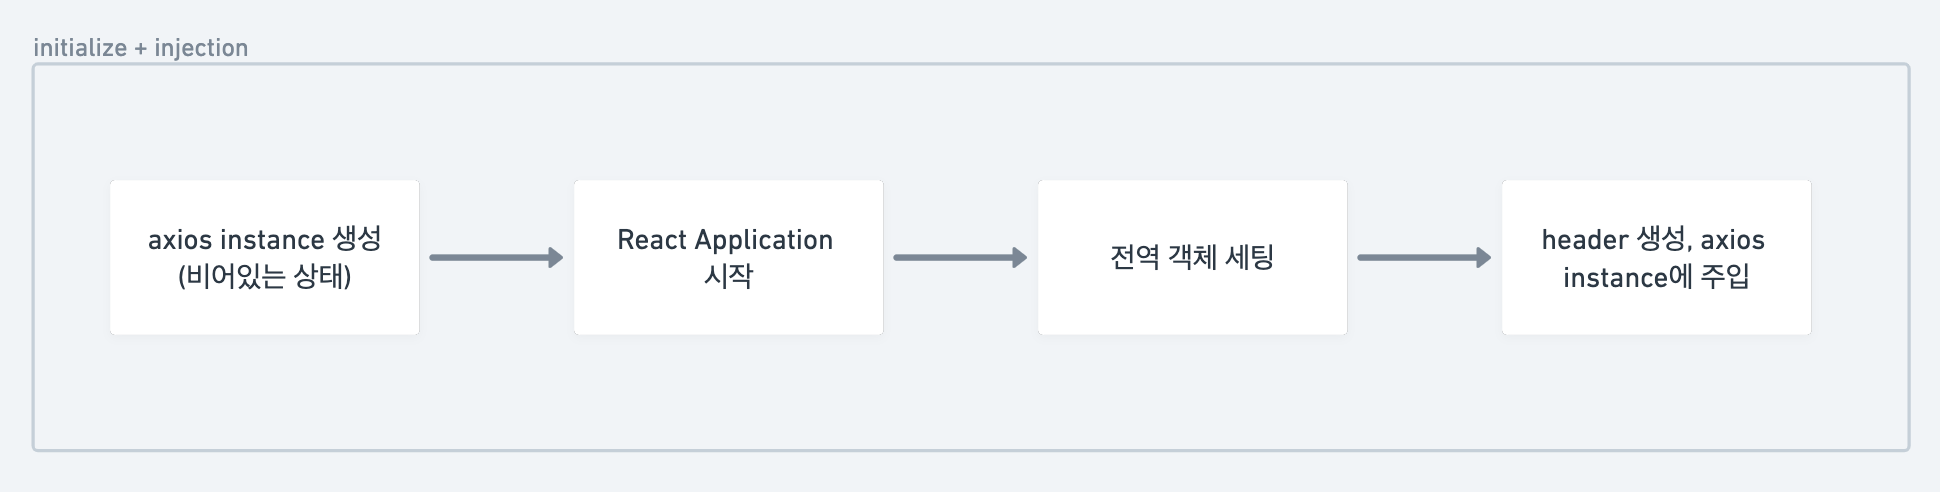 initialize + injection
axios instance 생성
(비어있는 상태)
React Application
시작
전역 객체 세팅
header 생성, axios
instance에 주입